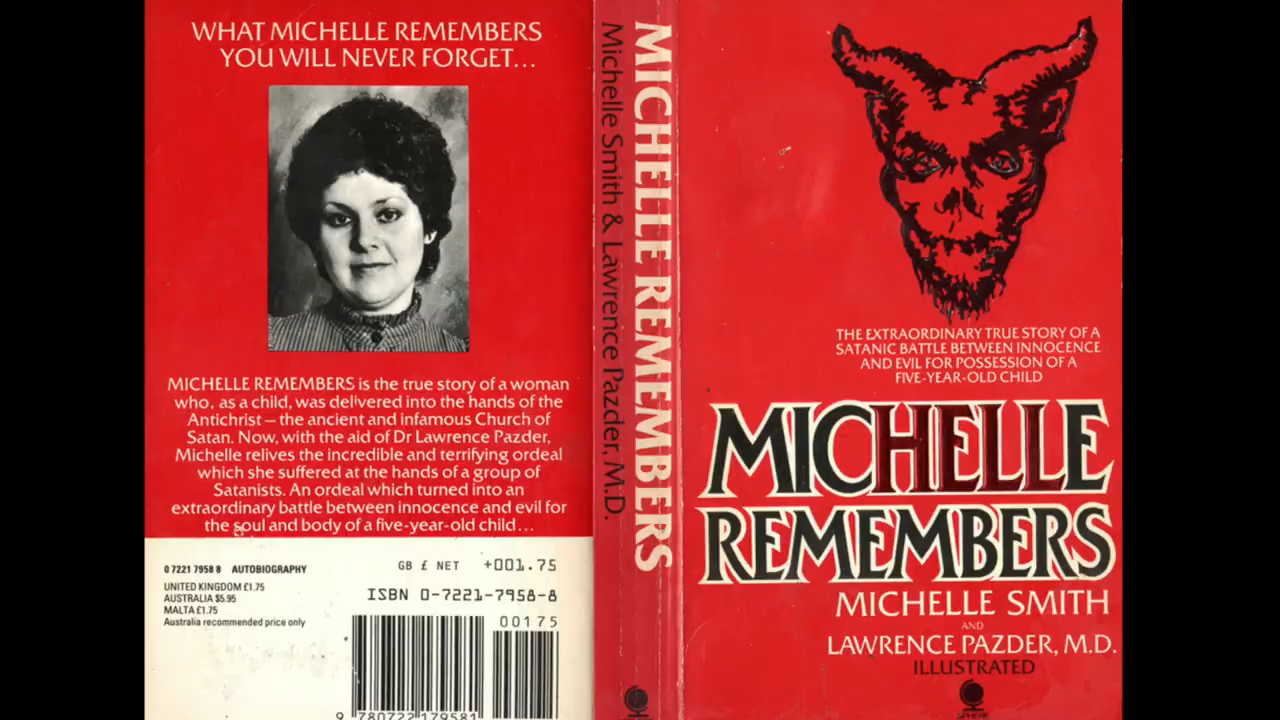 WHAT MICHELLE REMEMBERS
YOU WILL NEVER FORGET...
MICHELLE REMEMBERS is the true story of a woman
who, as a child, was delivered into the hands of the
Antichrist – the ancient and infamous Church of
Satan. Now, with the aid of Dr Lawrence Pazder,
Michelle relives the incredible and terrifying ordeal
which she suffered at the hands of a group of
Satanists. An ordeal which turned into an
extraordinary battle between innocence and evil for
the soul and body of a five-year-old child...
0 7221 7958 8 AUTOBIOGRAPHY
UNITED KINGDOM £1.75
AUSTRALIA $5.95
MALTA £1.75
Australia recommended price only
GB £ NET +001.75
ISBN 0-7221-7958-8
00175
9 780722 179581
MICHELLE REMEMBERS
Michelle Smith & Lawrence Pazder, M.D.
THE EXTRAORDINARY TRUE STORY OF A
SATANIC BATTLE BETWEEN INNOCENCE
AND EVIL FOR POSSESSION OF A
FIVE-YEAR-OLD CHILD
MICHELLE
REMEMBERS
MICHELLE SMITH
AND
LAWRENCE PAZDER, M.D.
ILLUSTRATED
SPHERE